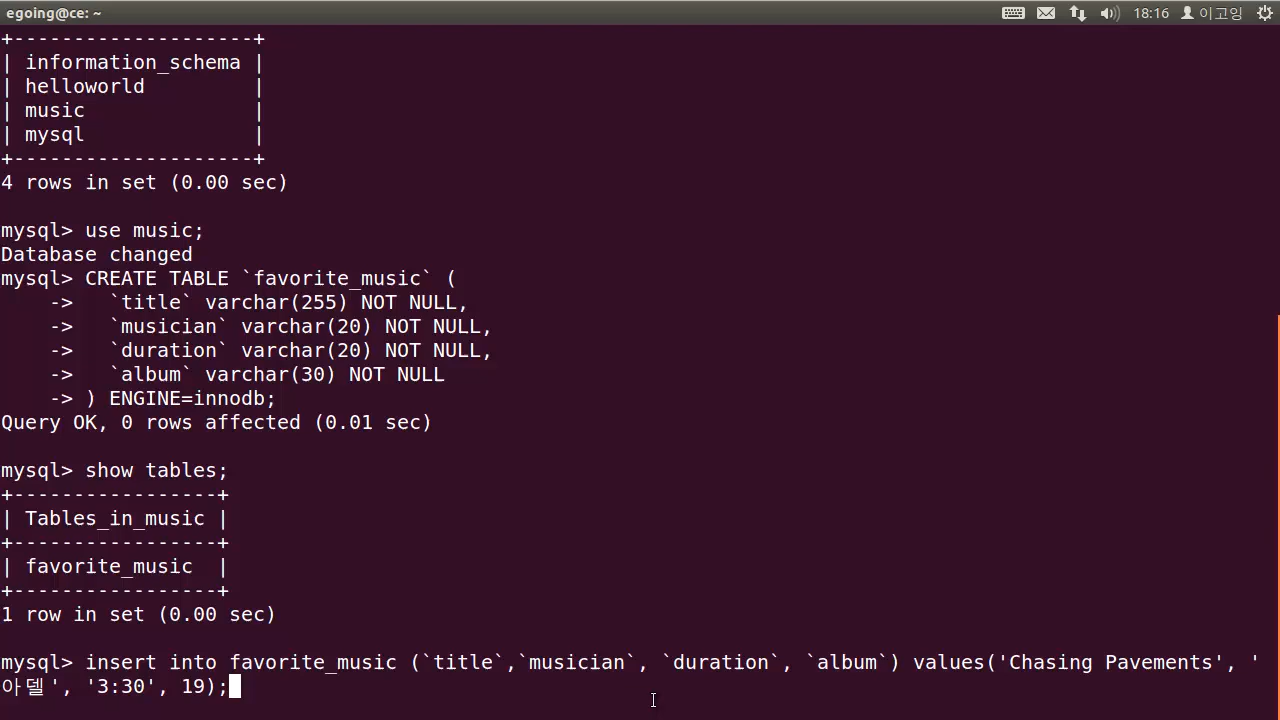 egoing@ce: ~
18:16
이고잉
+--------------------+
| information_schema |
| helloworld         |
| music              |
| mysql              |
+--------------------+
4 rows in set (0.00 sec)
mysql> use music;
Database changed
mysql> CREATE TABLE `favorite_music` (
    ->   `title` varchar(255) NOT NULL,
    ->   `musician` varchar(20) NOT NULL,
    ->   `duration` varchar(20) NOT NULL,
    ->   `album` varchar(30) NOT NULL
    -> ) ENGINE=innodb;
Query OK, 0 rows affected (0.01 sec)
mysql> show tables;
+-----------------+
| Tables_in_music |
+-----------------+
| favorite_music  |
+-----------------+
1 row in set (0.00 sec)
mysql> insert into favorite_music (`title`,`musician`, `duration`, `album`) values('Chasing Pavements', '
아델', '3:30', 19);